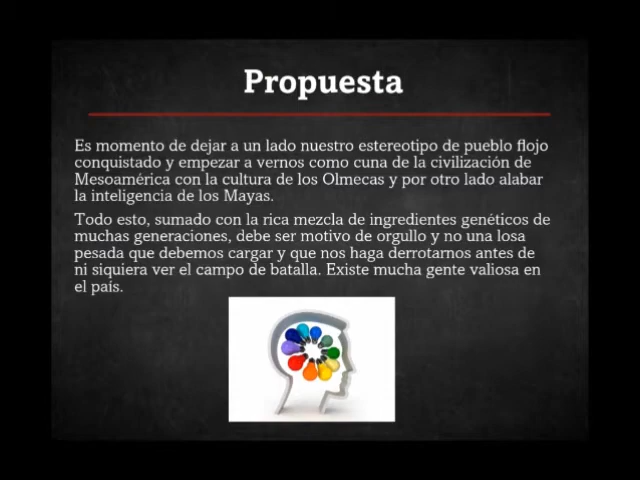 Propuesta
Es momento de dejar a un lado nuestro estereotipo de pueblo flojo
conquistado y empezar a vernos como cuna de la civilización de
Mesoamérica con la cultura de los Olmecas y por otro lado alabar
la inteligencia de los Mayas.
Todo esto, sumado con la rica mezcla de ingredientes genéticos de
muchas generaciones, debe ser motivo de orgullo y no una losa
pesada que debemos cargar y que nos haga derrotarnos antes de
ni siquiera ver el campo de batalla. Existe mucha gente valiosa en
el país.